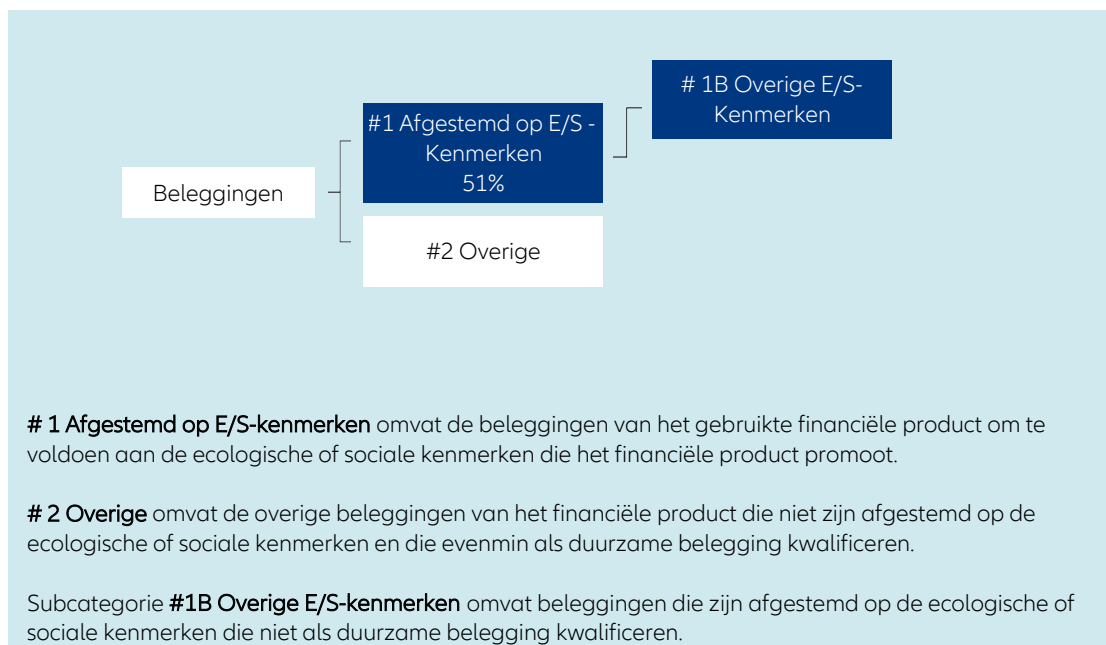 # 1B Overige E/S-
Kenmerken
#1 Afgestemd op E/S -
Kenmerken
51%
Beleggingen
#2 Overige
# 1 Afgestemd op E/S-kenmerken omvat de beleggingen van het gebruikte financiële product om te
voldoen aan de ecologische of sociale kenmerken die het financiële product promoot.
# 2 Overige omvat de overige beleggingen van het financiële product die niet zijn afgestemd op de
ecologische of sociale kenmerken en die evenmin als duurzame belegging kwalificeren.
Subcategorie #1B Overige E/S-kenmerken omvat beleggingen die zijn afgestemd op de ecologische of
sociale kenmerken die niet als duurzame belegging kwalificeren.